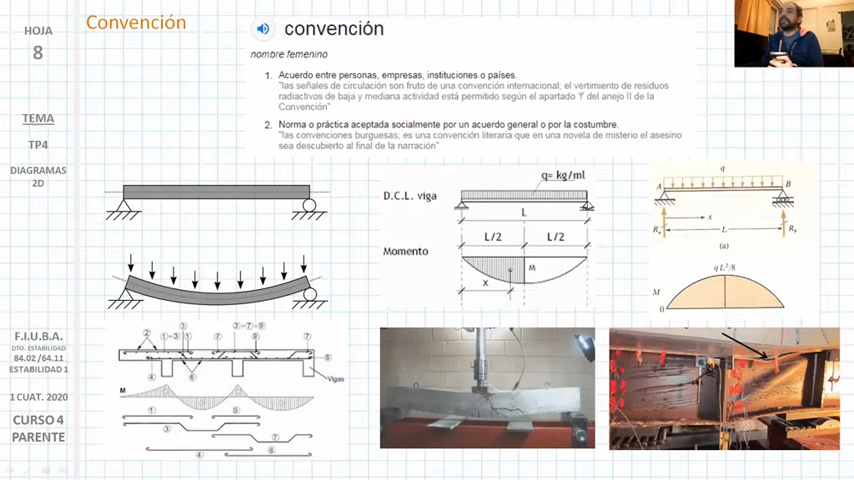 Convención
HOJA
8
TEMA
TP4
DIAGRAMAS
2D
F.I.U.B.A.
DTO. ESTABILIDAD
84.02 /64.11
ESTABILIDAD 1
1 CUAT. 2020
CURSO 4
PARENTE
convención
nombre femenino
1. Acuerdo entre personas, empresas, instituciones o países.
"las señales de circulación son fruto de una convención internacional; el vertimiento de residuos
radiactivos de baja y mediana actividad está permitido según el apartado 'f' del anejo II de la
Convención"
2. Norma o práctica aceptada socialmente por un acuerdo general o por la costumbre.
"las convenciones burguesas; es una convención literaria que en una novela de misterio el asesino
sea descubierto al final de la narración"
D.C.L. viga
q= kg/ml
L
L/2 L/2
Momento
M
X
q
A B
x
L
(a)
q L²/8
M
0
Vigas
M